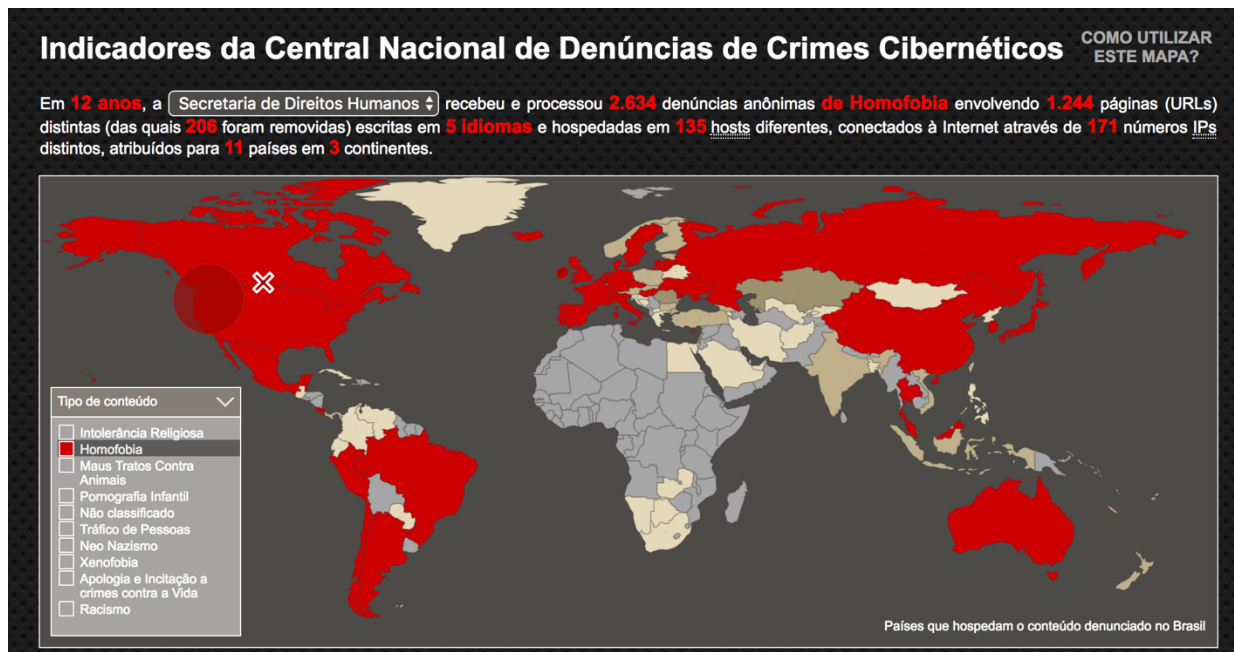 Indicadores da Central Nacional de Denúncias de Crimes Cibernéticos
COMO UTILIZAR
ESTE MAPA?
Em 12 anos, a Secretaria de Direitos Humanos recebeu e processou 2.634 denúncias anônimas de Homofobia envolvendo 1.244 páginas (URLs)
distintas (das quais 206 foram removidas) escritas em 5 idiomas e hospedadas em 135 hosts diferentes, conectados à Internet através de 171 números IPs
distintos, atribuídos para 11 países em 3 continentes.
Tipo de conteúdo
Intolerância Religiosa
Homofobia
Maus Tratos Contra
Animais
Pornografia Infantil
Não classificado
Tráfico de Pessoas
Neo Nazismo
Xenofobia
Apologia e Incitação a
crimes contra a Vida
Racismo
Países que hospedam o conteúdo denunciado no Brasil